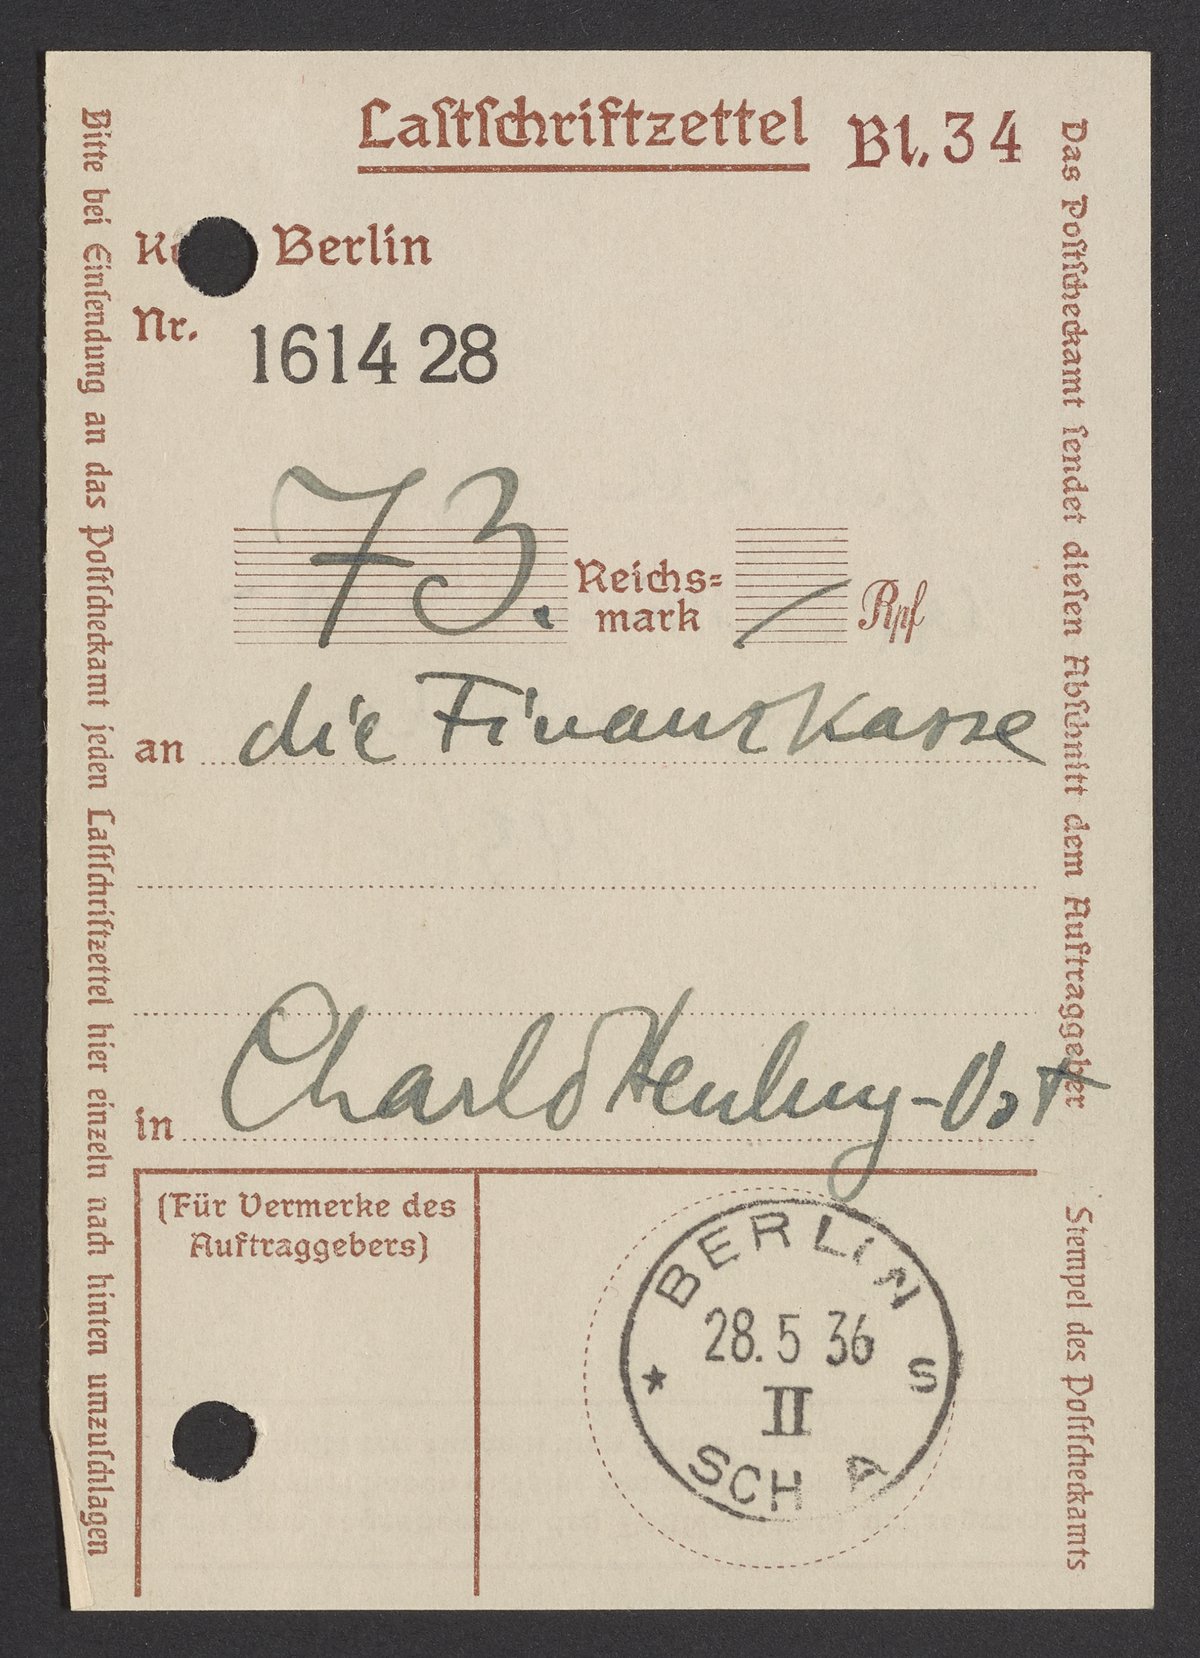 Lastschriftzettel Bl. 34
Berlin
Nr. 1614 28
73. Reichs=
mark / Rpf
an die Finanzkasse
in Charlottenburg-Ost
(Für Vermerke des
Auftraggebers)
BERLIN
28.5 36
* S
II
SCH A
Bitte bei Einsendung an das Postscheckamt jeden Lastschriftzettel hier einzeln nach hinten umzuschlagen
Das Postscheckamt sendet diesen Abschnitt dem Auftraggeber
Stempel des Postscheckamts